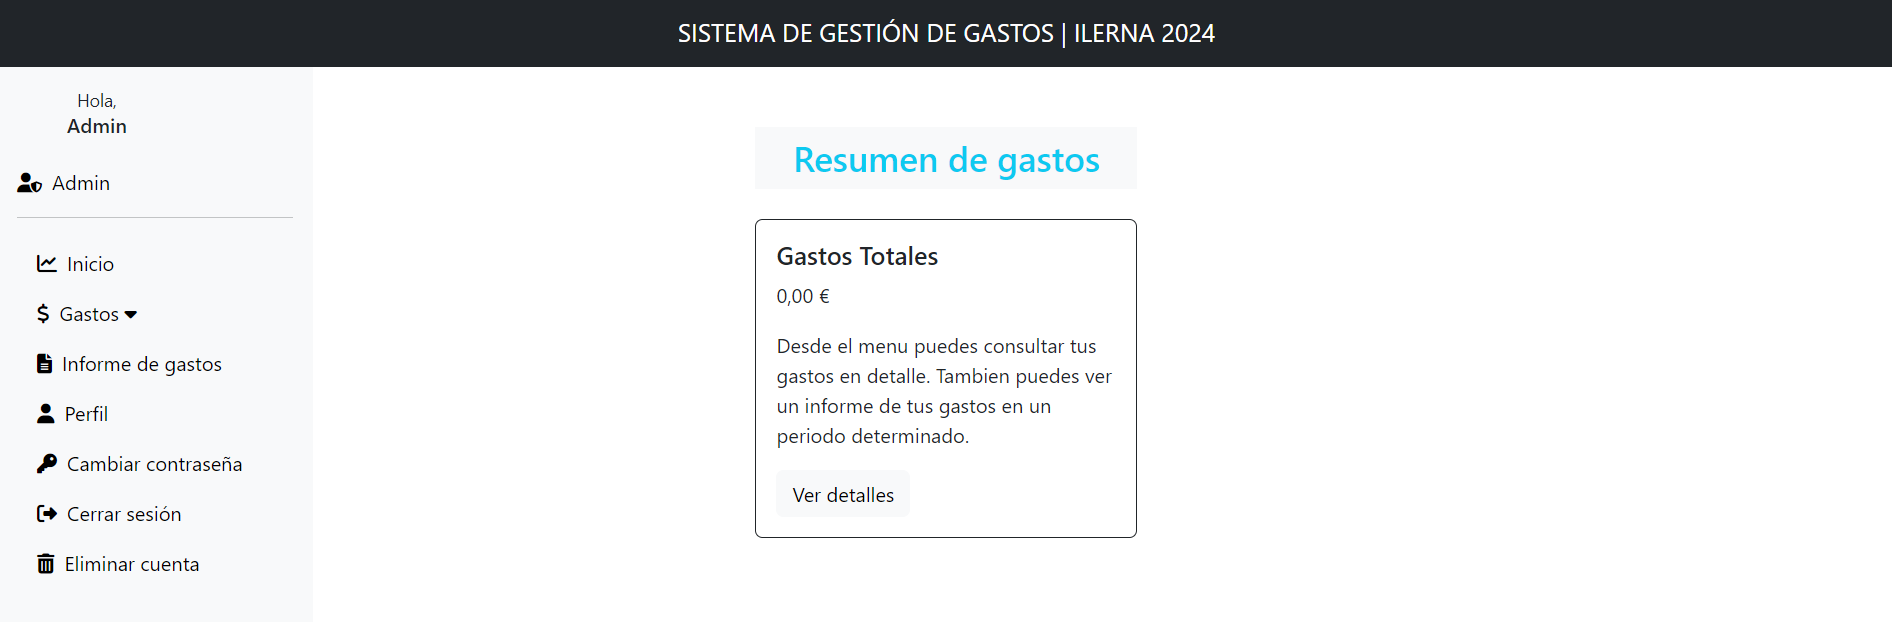 SISTEMA DE GESTIÓN DE GASTOS | ILERNA 2024
Hola,
Admin
Admin
Inicio
Gastos
Informe de gastos
Perfil
Cambiar contraseña
Cerrar sesión
Eliminar cuenta
Resumen de gastos
Gastos Totales
0,00 €
Desde el menu puedes consultar tus
gastos en detalle. Tambien puedes ver
un informe de tus gastos en un
periodo determinado.
Ver detalles